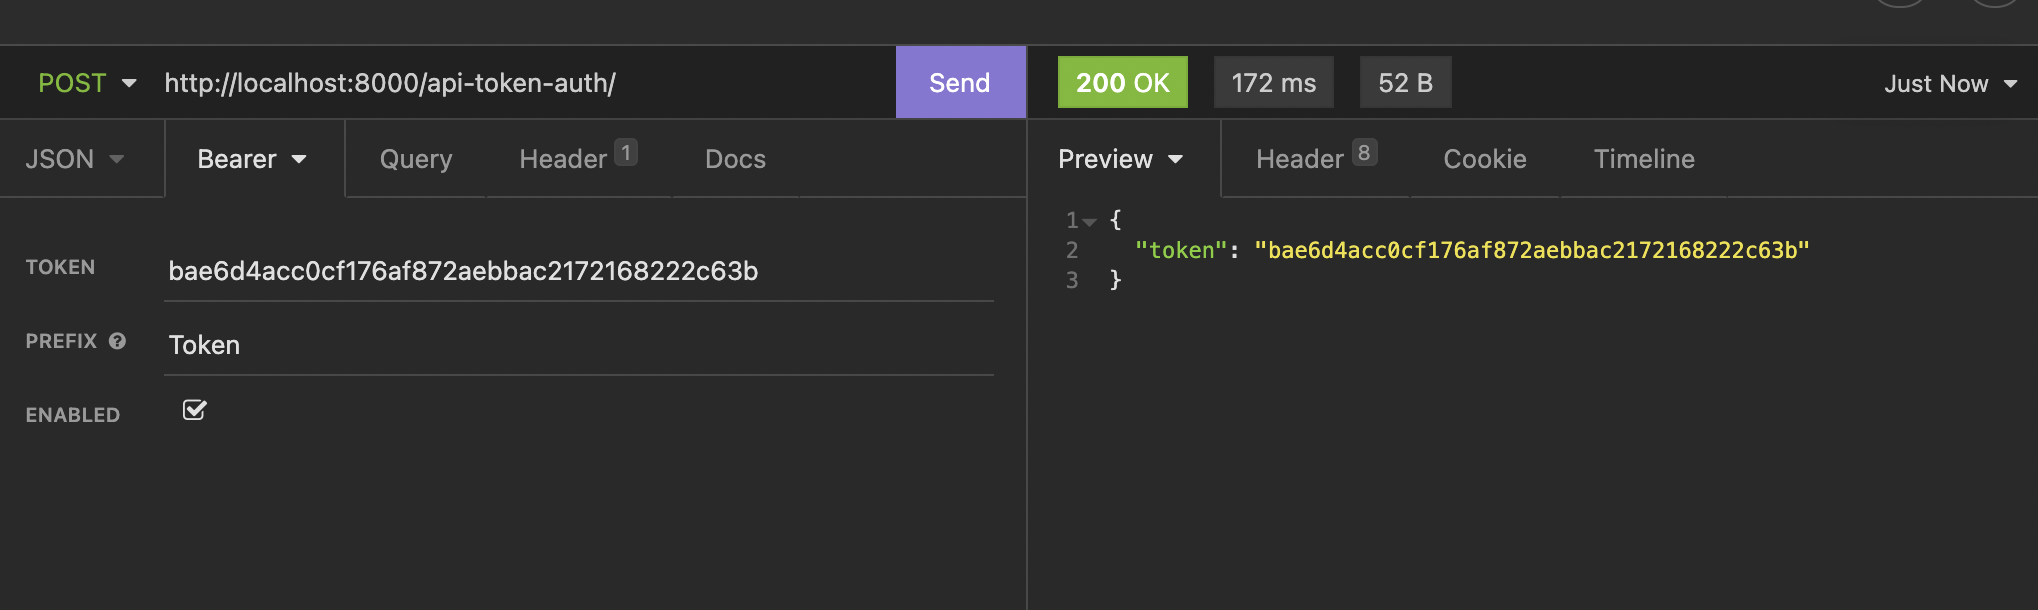 POST http://localhost:8000/api-token-auth/ Send 200 OK 172 ms 52 B Just Now
JSON Bearer Query Header 1 Docs Preview Header 8 Cookie Timeline
TOKEN bae6d4acc0cf176af872aebbac2172168222c63b
PREFIX ? Token
ENABLED
1 {
2 "token": "bae6d4acc0cf176af872aebbac2172168222c63b"
3 }